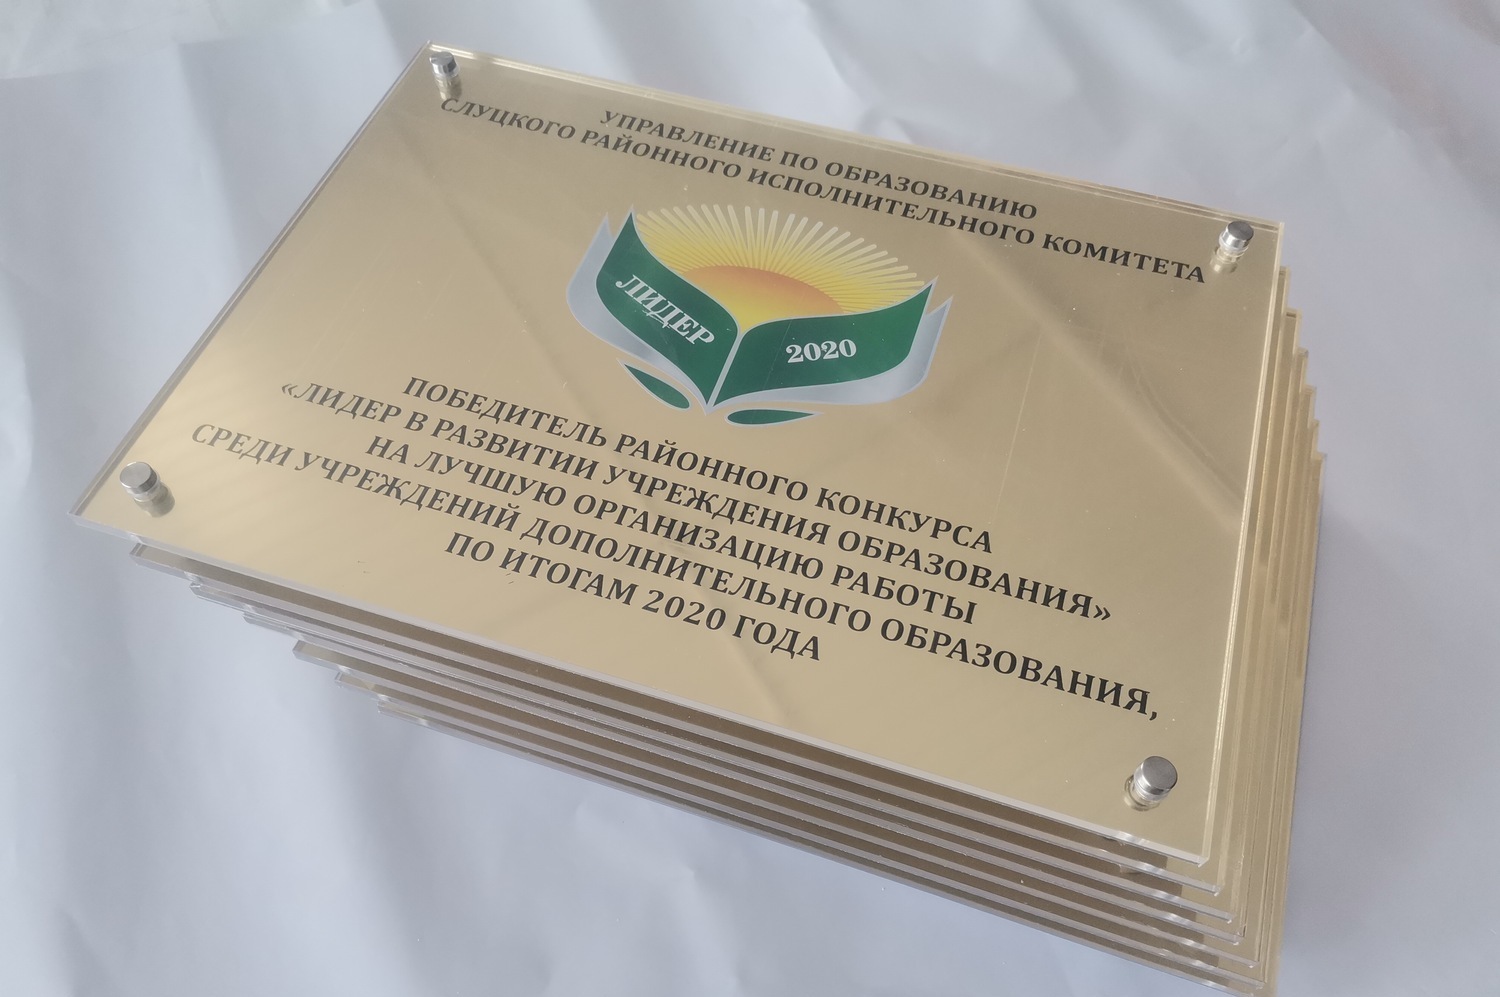 УПРАВЛЕНИЕ ПО ОБРАЗОВАНИЮ
СЛУЦКОГО РАЙОННОГО ИСПОЛНИТЕЛЬНОГО КОМИТЕТА
ЛИДЕР
2020
ПОБЕДИТЕЛЬ РАЙОННОГО КОНКУРСА
«ЛИДЕР В РАЗВИТИИ УЧРЕЖДЕНИЯ ОБРАЗОВАНИЯ»
НА ЛУЧШУЮ ОРГАНИЗАЦИЮ РАБОТЫ
СРЕДИ УЧРЕЖДЕНИЙ ДОПОЛНИТЕЛЬНОГО ОБРАЗОВАНИЯ,
ПО ИТОГАМ 2020 ГОДА